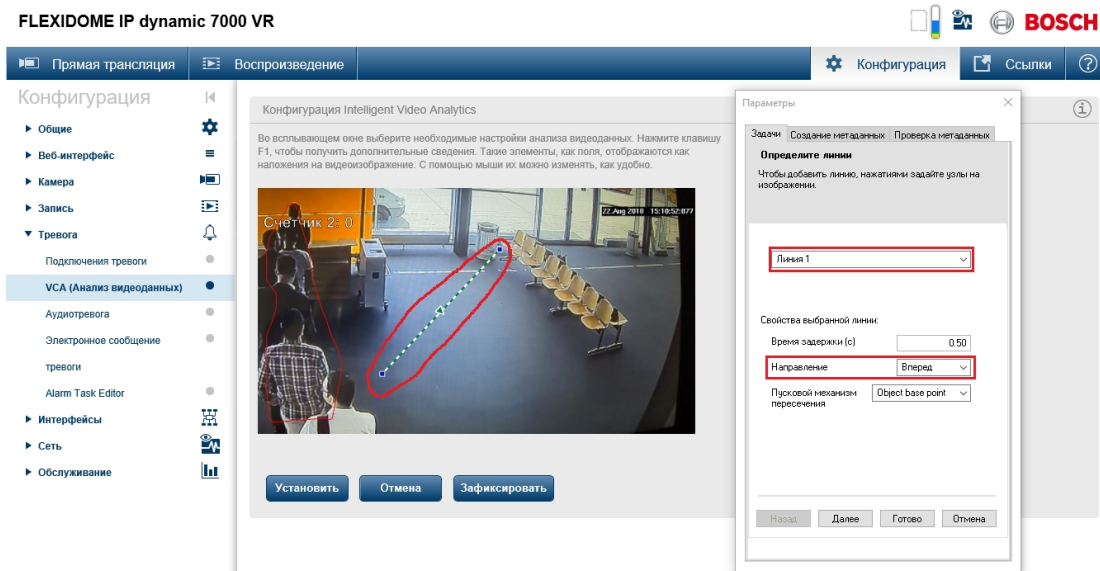 FLEXIDOME IP dynamic 7000 VR
BOSCH
Прямая трансляция
Воспроизведение
Конфигурация
Ссылки
?
Конфигурация
Общие
Веб-интерфейс
Камера
Запись
Тревога
Подключения тревоги
VCA (Анализ видеоданных)
Аудиотревога
Электронное сообщение
тревоги
Alarm Task Editor
Интерфейсы
Сеть
Обслуживание
Конфигурация Intelligent Video Analytics
i
Во всплывающем окне выберите необходимые настройки анализа видеоданных. Нажмите клавишу
F1, чтобы получить дополнительные сведения. Такие элементы, как поля, отображаются как
наложения на видеоизображение. С помощью мыши их можно изменять, как удобно.
Счетчик 2: 0
22.Aug 2018 15:10:52:077
Установить
Отмена
Зафиксировать
Параметры
Задачи
Создание метаданных
Проверка метаданных
Определите линии
Чтобы добавить линию, нажатиями задайте узлы на
изображении.
Линия 1
Свойства выбранной линии:
Время задержки (с)
0.50
Направление
Вперед
Пусковой механизм
пересечения
Object base point
Назад
Далее
Готово
Отмена